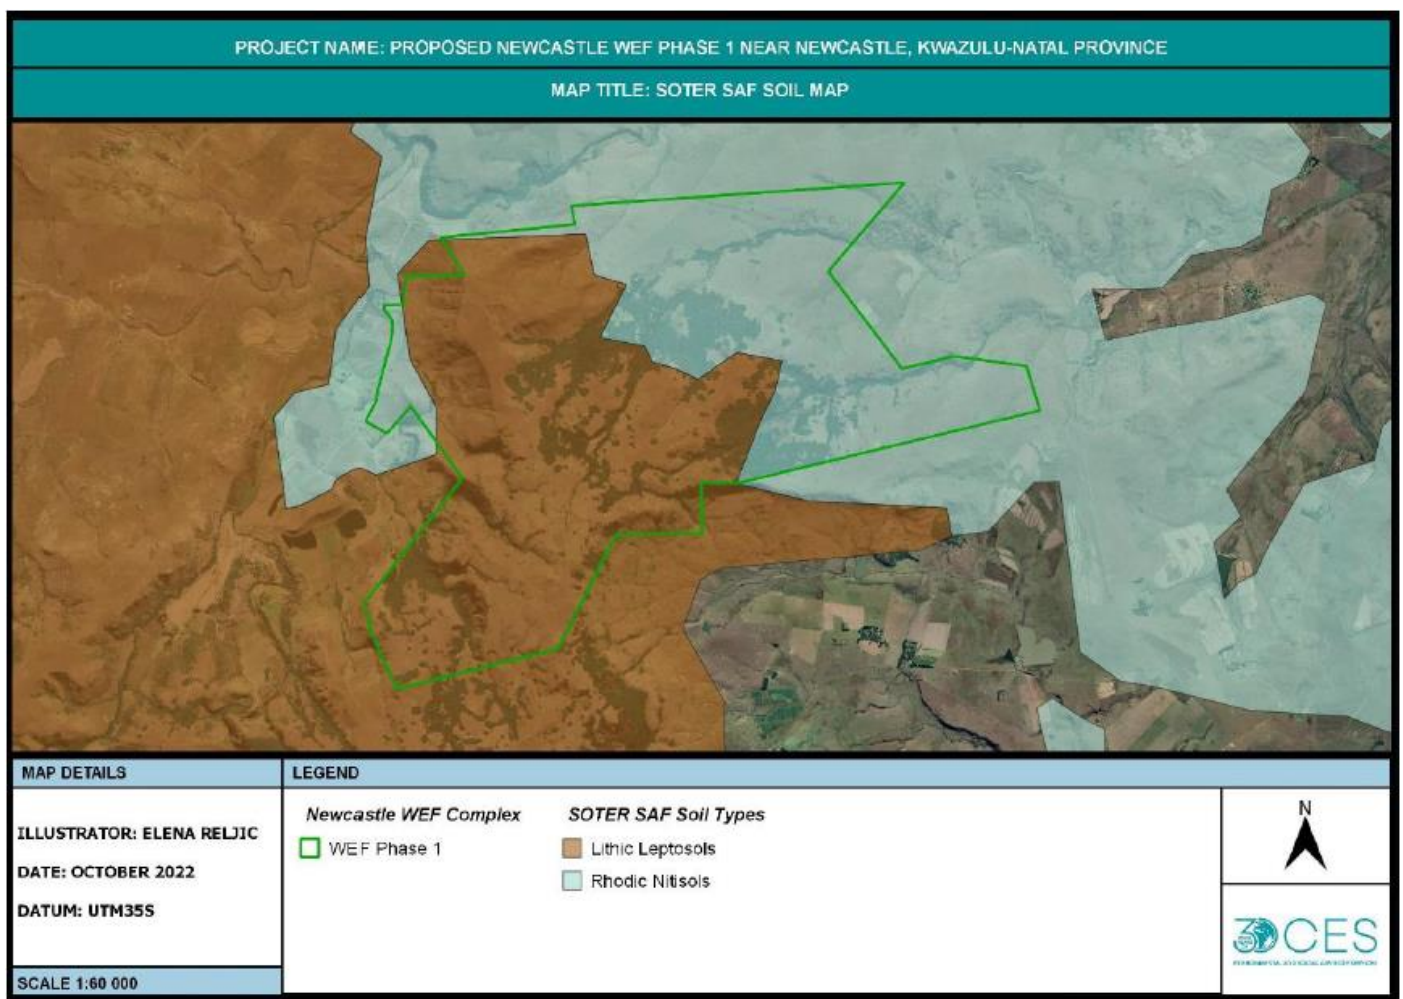 PROJECT NAME: PROPOSED NEWCASTLE WEF PHASE 1 NEAR NEWCASTLE, KWAZULU-NATAL PROVINCE
MAP TITLE: SOTER SAF SOIL MAP
MAP DETAILS
ILLUSTRATOR: ELENA RELJIC
DATE: OCTOBER 2022
DATUM: UTM35S
SCALE 1:60 000
LEGEND
Newcastle WEF Complex
WEF Phase 1
SOTER SAF Soil Types
Lithic Leptosols
Rhodic Nitisols
N
30 CES